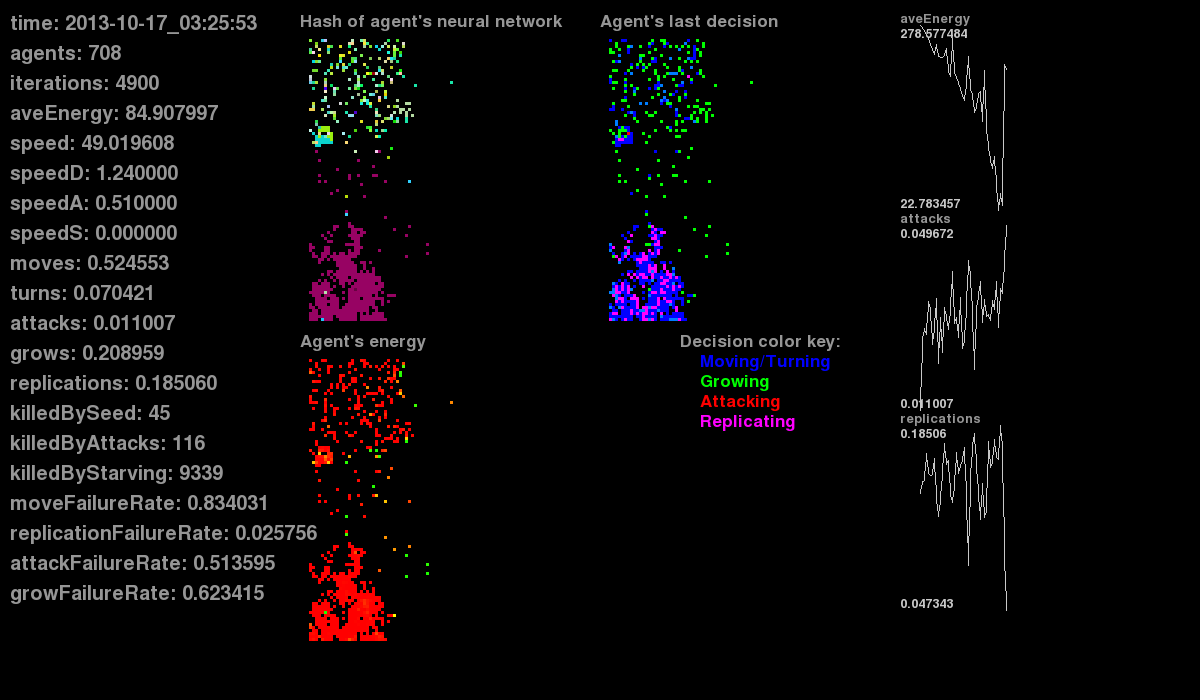 time: 2013-10-17_03:25:53
agents: 708
iterations: 4900
aveEnergy: 84.907997
speed: 49.019608
speedD: 1.240000
speedA: 0.510000
speedS: 0.000000
moves: 0.524553
turns: 0.070421
attacks: 0.011007
grows: 0.208959
replications: 0.185060
killedBySeed: 45
killedByAttacks: 116
killedByStarving: 9339
moveFailureRate: 0.834031
replicationFailureRate: 0.025756
attackFailureRate: 0.513595
growFailureRate: 0.623415
Hash of agent's neural network
Agent's last decision
Agent's energy
Decision color key:
Moving/Turning
Growing
Attacking
Replicating
aveEnergy
278.577484
22.783457
attacks
0.049672
0.011007
replications
0.18506
0.047343